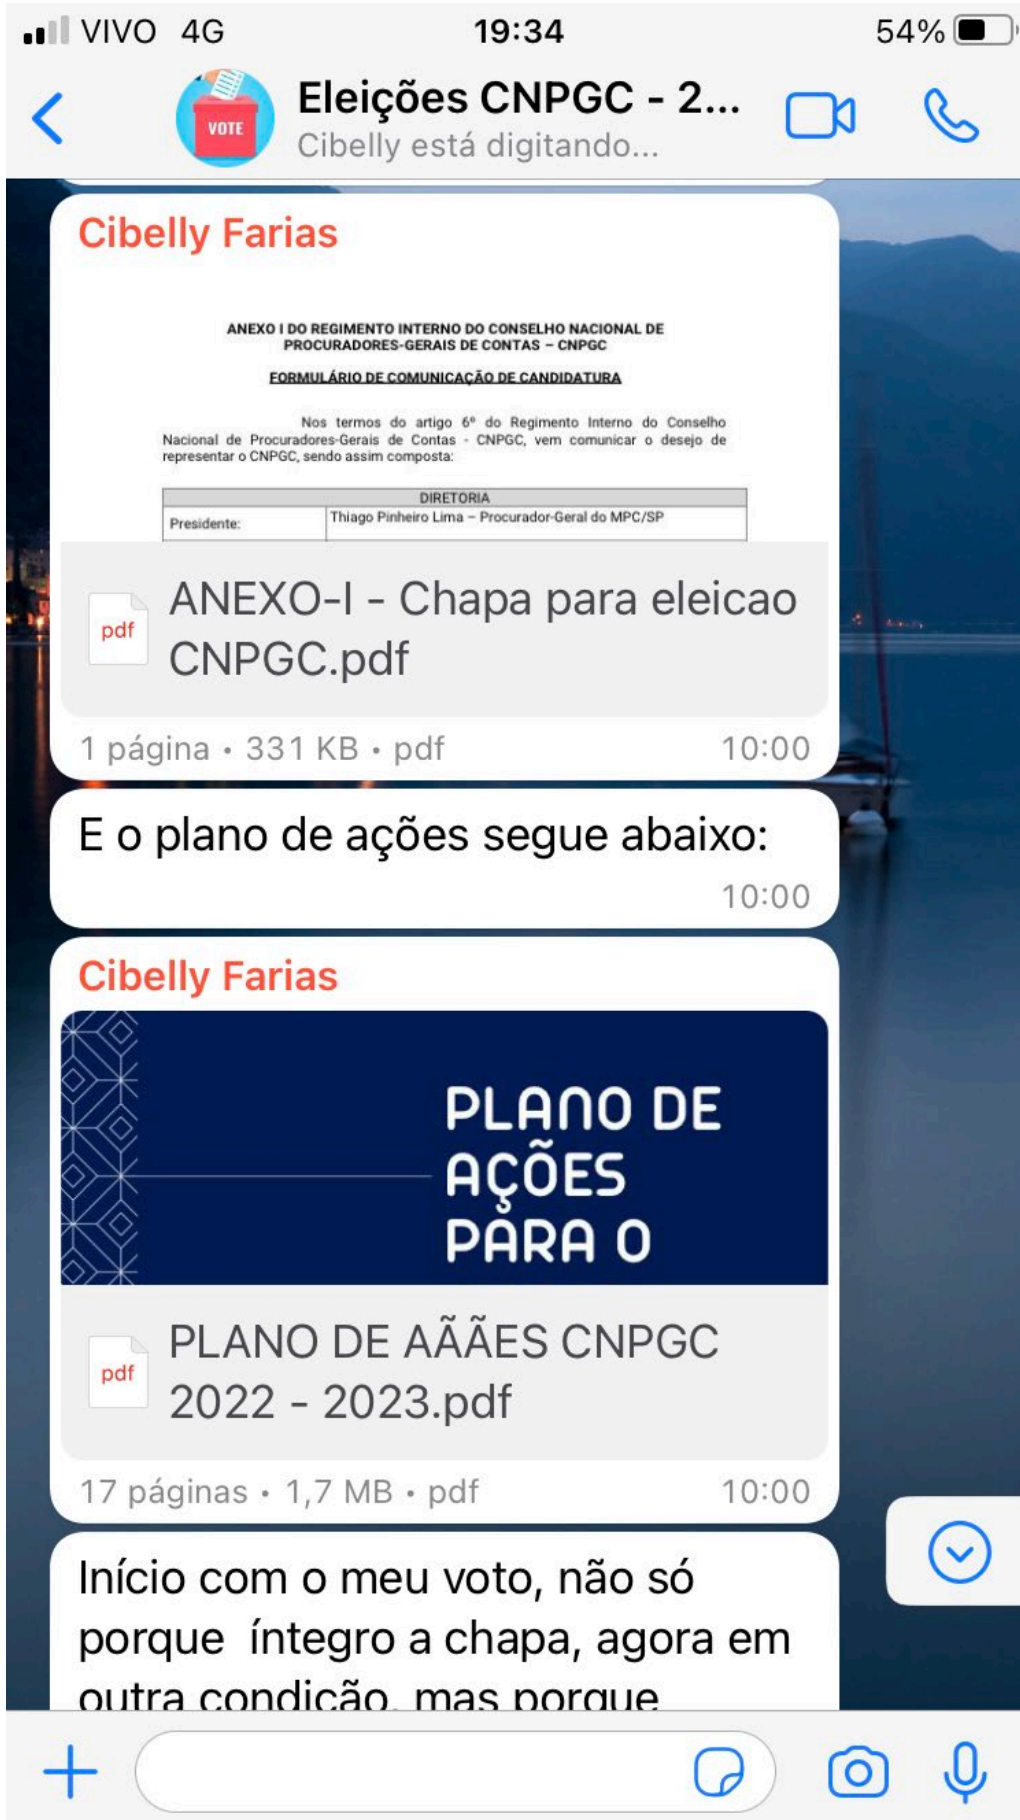 VIVO 4G 19:34 54%
VOTE
Eleições CNPGC - 2...
Cibelly está digitando...
Cibelly Farias
ANEXO I DO REGIMENTO INTERNO DO CONSELHO NACIONAL DE
PROCURADORES-GERAIS DE CONTAS – CNPGC
FORMULÁRIO DE COMUNICAÇÃO DE CANDIDATURA
Nos termos do artigo 6º do Regimento Interno do Conselho
Nacional de Procuradores-Gerais de Contas - CNPGC, vem comunicar o desejo de
representar o CNPGC, sendo assim composta:
DIRETORIA
Presidente: Thiago Pinheiro Lima – Procurador-Geral do MPC/SP
pdf
ANEXO-I - Chapa para eleicao
CNPGC.pdf
1 página • 331 KB • pdf 10:00
E o plano de ações segue abaixo:
10:00
Cibelly Farias
PLANO DE
AÇÕES
PARA O
pdf
PLANO DE AÃÃES CNPGC
2022 - 2023.pdf
17 páginas • 1,7 MB • pdf 10:00
Início com o meu voto, não só
porque  íntegro a chapa, agora em
outra condição, mas porque